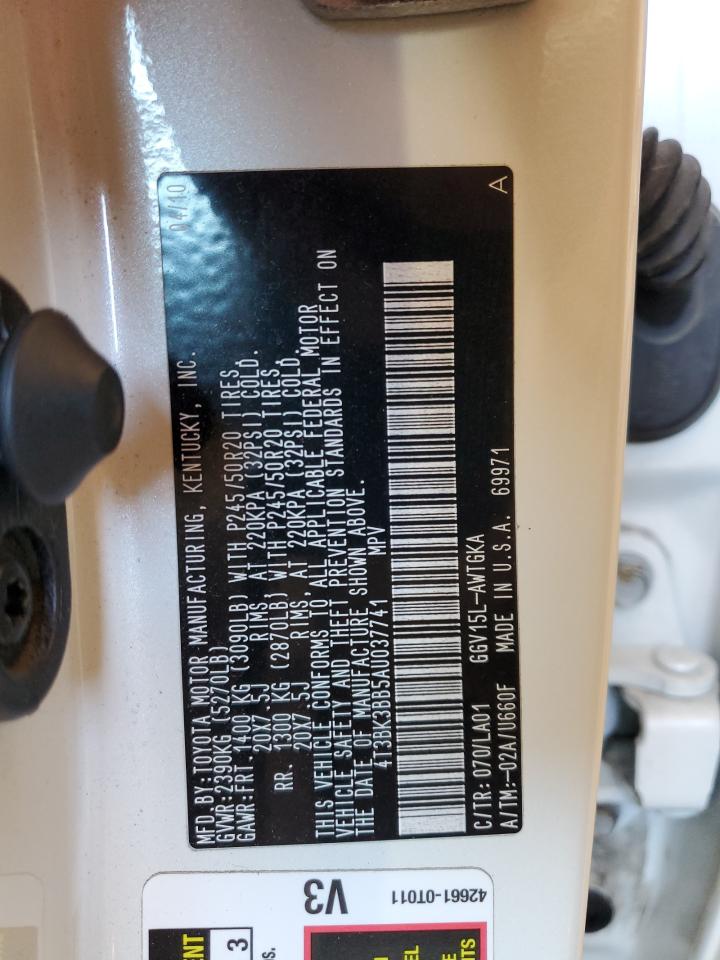 MFD BY:TOYOTA MOTOR MANUFACTURING, KENTUCKY, INC. 04/10
GVWR:2390KG (5270LB)
GAWR:FRT.1400 KG (3090LB) WITH P245/50R20 TIRES,
20X7.5J RIMS, AT 220KPA (32PSI) COLD.
RR. 1300 KG (2870LB) WITH P245/50R20 TIRES,
20X7.5J RIMS, AT 220KPA (32PSI) COLD.
THIS VEHICLE CONFORMS TO ALL APPLICABLE FEDERAL MOTOR
VEHICLE SAFETY AND THEFT PREVENTION STANDARDS IN EFFECT ON
THE DATE OF MANUFACTURE SHOWN ABOVE.
4T3BK3BB5AU037741 MPV
C/TR:070/LA01 GGV15L-AWTGKA
A/TM:-02A/U660F MADE IN U.S.A. 69971 A
42661-0T011
V3
3